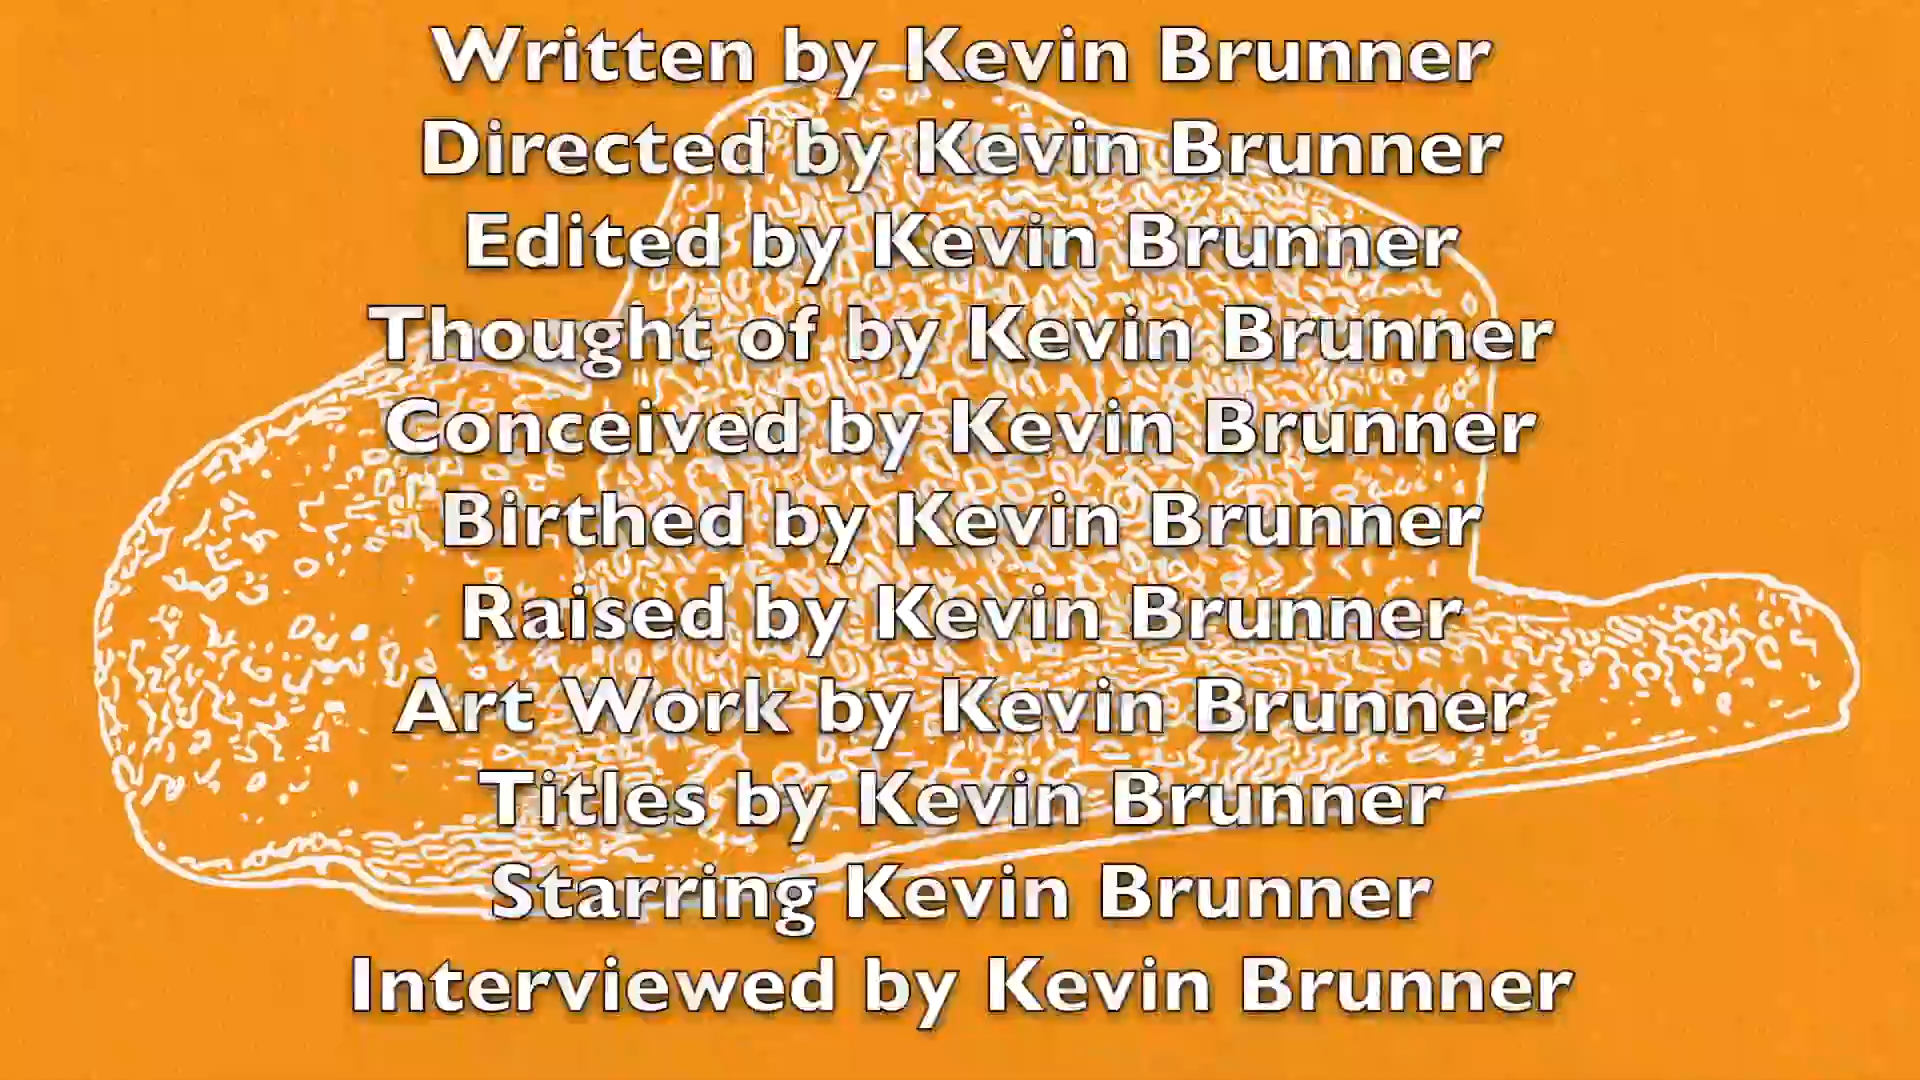 Written by Kevin Brunner
Directed by Kevin Brunner
Edited by Kevin Brunner
Thought of by Kevin Brunner
Conceived by Kevin Brunner
Birthed by Kevin Brunner
Raised by Kevin Brunner
Art Work by Kevin Brunner
Titles by Kevin Brunner
Starring Kevin Brunner
Interviewed by Kevin Brunner